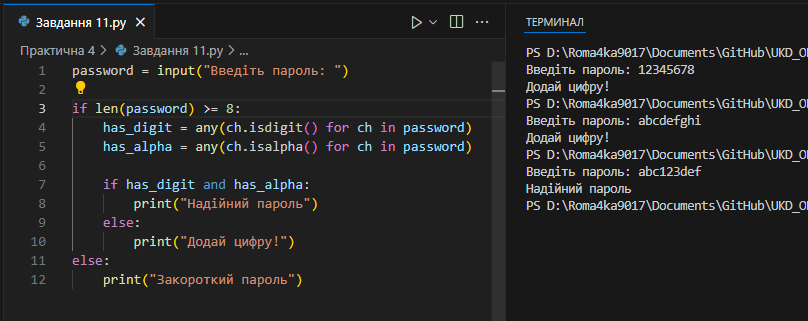 Завдання 11.py
Практична 4 > Завдання 11.py > ...
1 password = input("Введіть пароль: ")
2
3 if len(password) >= 8:
4 has_digit = any(ch.isdigit() for ch in password)
5 has_alpha = any(ch.isalpha() for ch in password)
6
7 if has_digit and has_alpha:
8 print("Надійний пароль")
9 else:
10 print("Додай цифру!")
11 else:
12 print("Закороткий пароль")
ТЕРМИНАЛ
PS D:\Roma4ka9017\Documents\GitHub\UKD_O
Введіть пароль: 12345678
Додай цифру!
PS D:\Roma4ka9017\Documents\GitHub\UKD_O
Введіть пароль: abcdefghi
Додай цифру!
PS D:\Roma4ka9017\Documents\GitHub\UKD_O
Введіть пароль: abc123def
Надійний пароль
PS D:\Roma4ka9017\Documents\GitHub\UKD_O